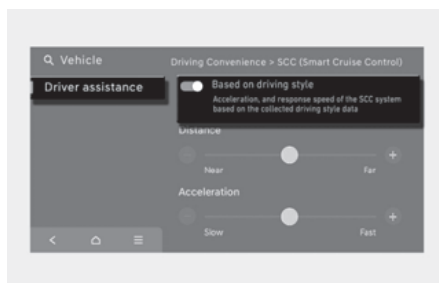 Vehicle
Driving Convenience > SCC (Smart Cruise Control)
Driver assistance
Based on driving style
Acceleration, and response speed of the SCC system
based on the collected driving style data
Distance
Near
Far
Acceleration
Slow
Fast